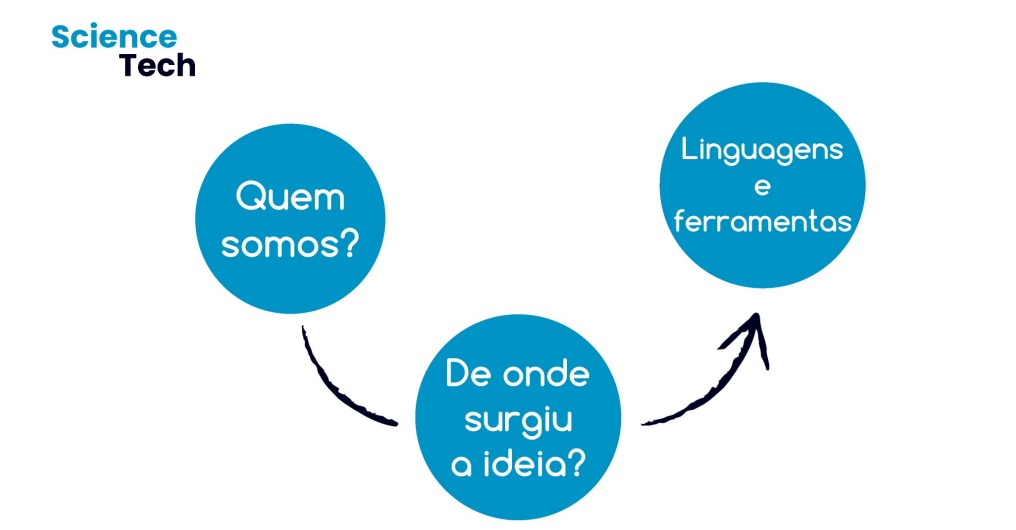 Science
Tech
Quem
somos?
De onde
surgiu
a ideia?
Linguagens
e
ferramentas